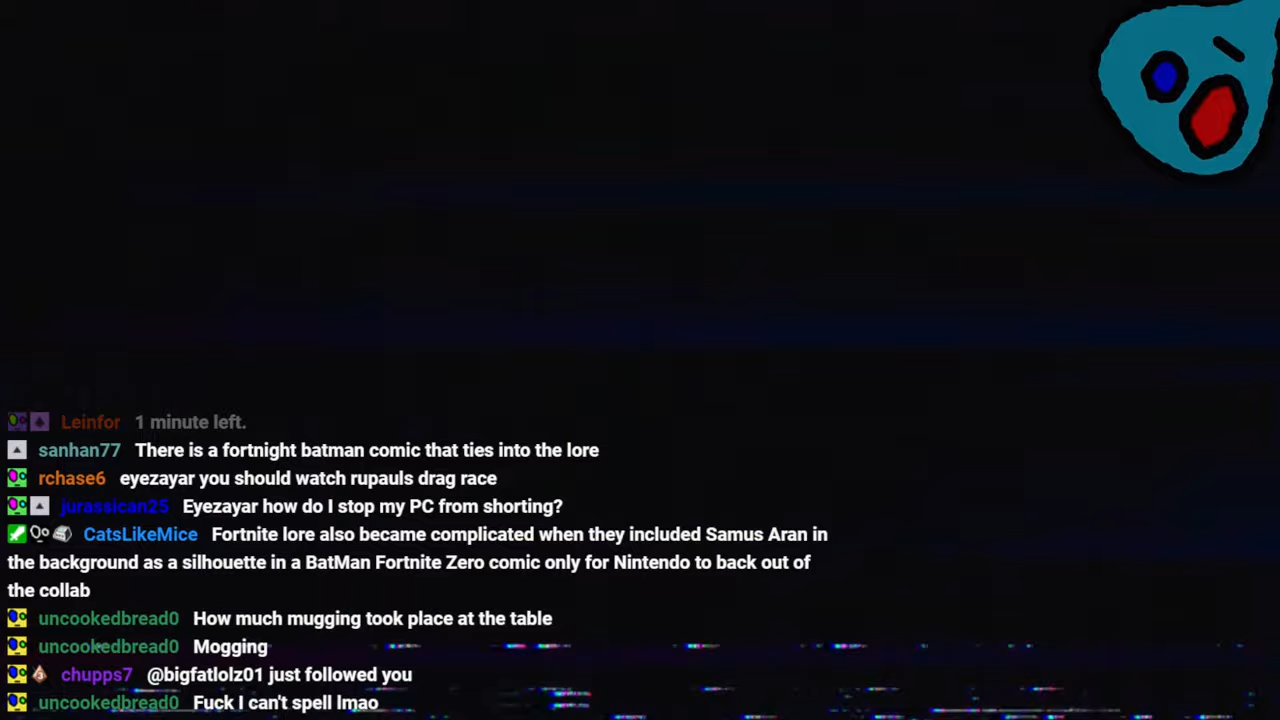 Leinfor 1 minute left.
sanhan77 There is a fortnight batman comic that ties into the lore
rchase6 eyezayar you should watch rupauls drag race
jurassican25 Eyezayar how do I stop my PC from shorting?
CatsLikeMice Fortnite lore also became complicated when they included Samus Aran in
the background as a silhouette in a BatMan Fortnite Zero comic only for Nintendo to back out of
the collab
uncookedbread0 How much mugging took place at the table
uncookedbread0 Mogging
chupps7 @bigfatlolz01 just followed you
uncookedbread0 Fuck I can't spell lmao